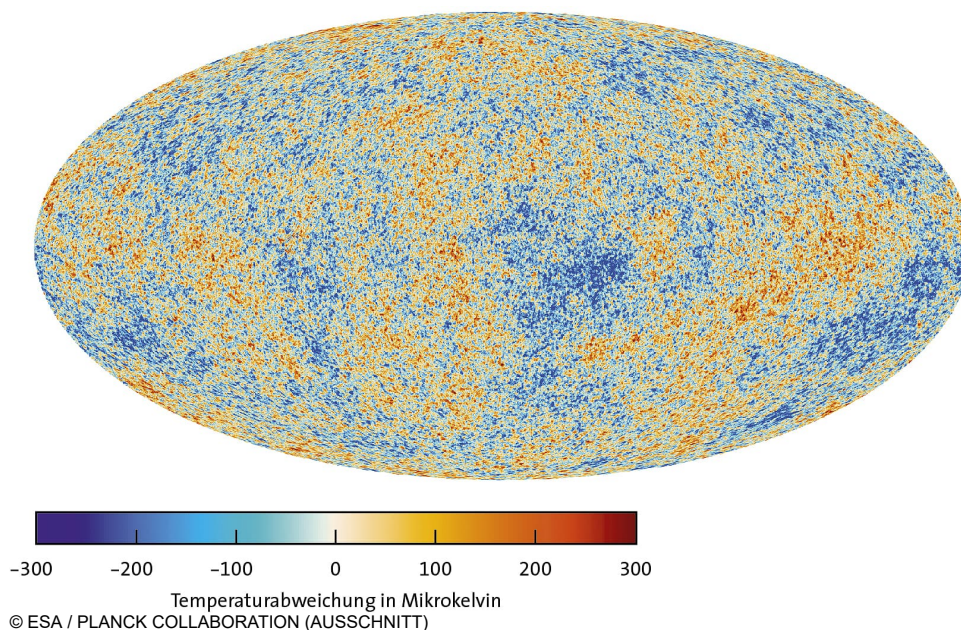 −300 −200 −100 0 100 200 300
Temperaturabweichung in Mikrokelvin
© ESA / PLANCK COLLABORATION (AUSSCHNITT)